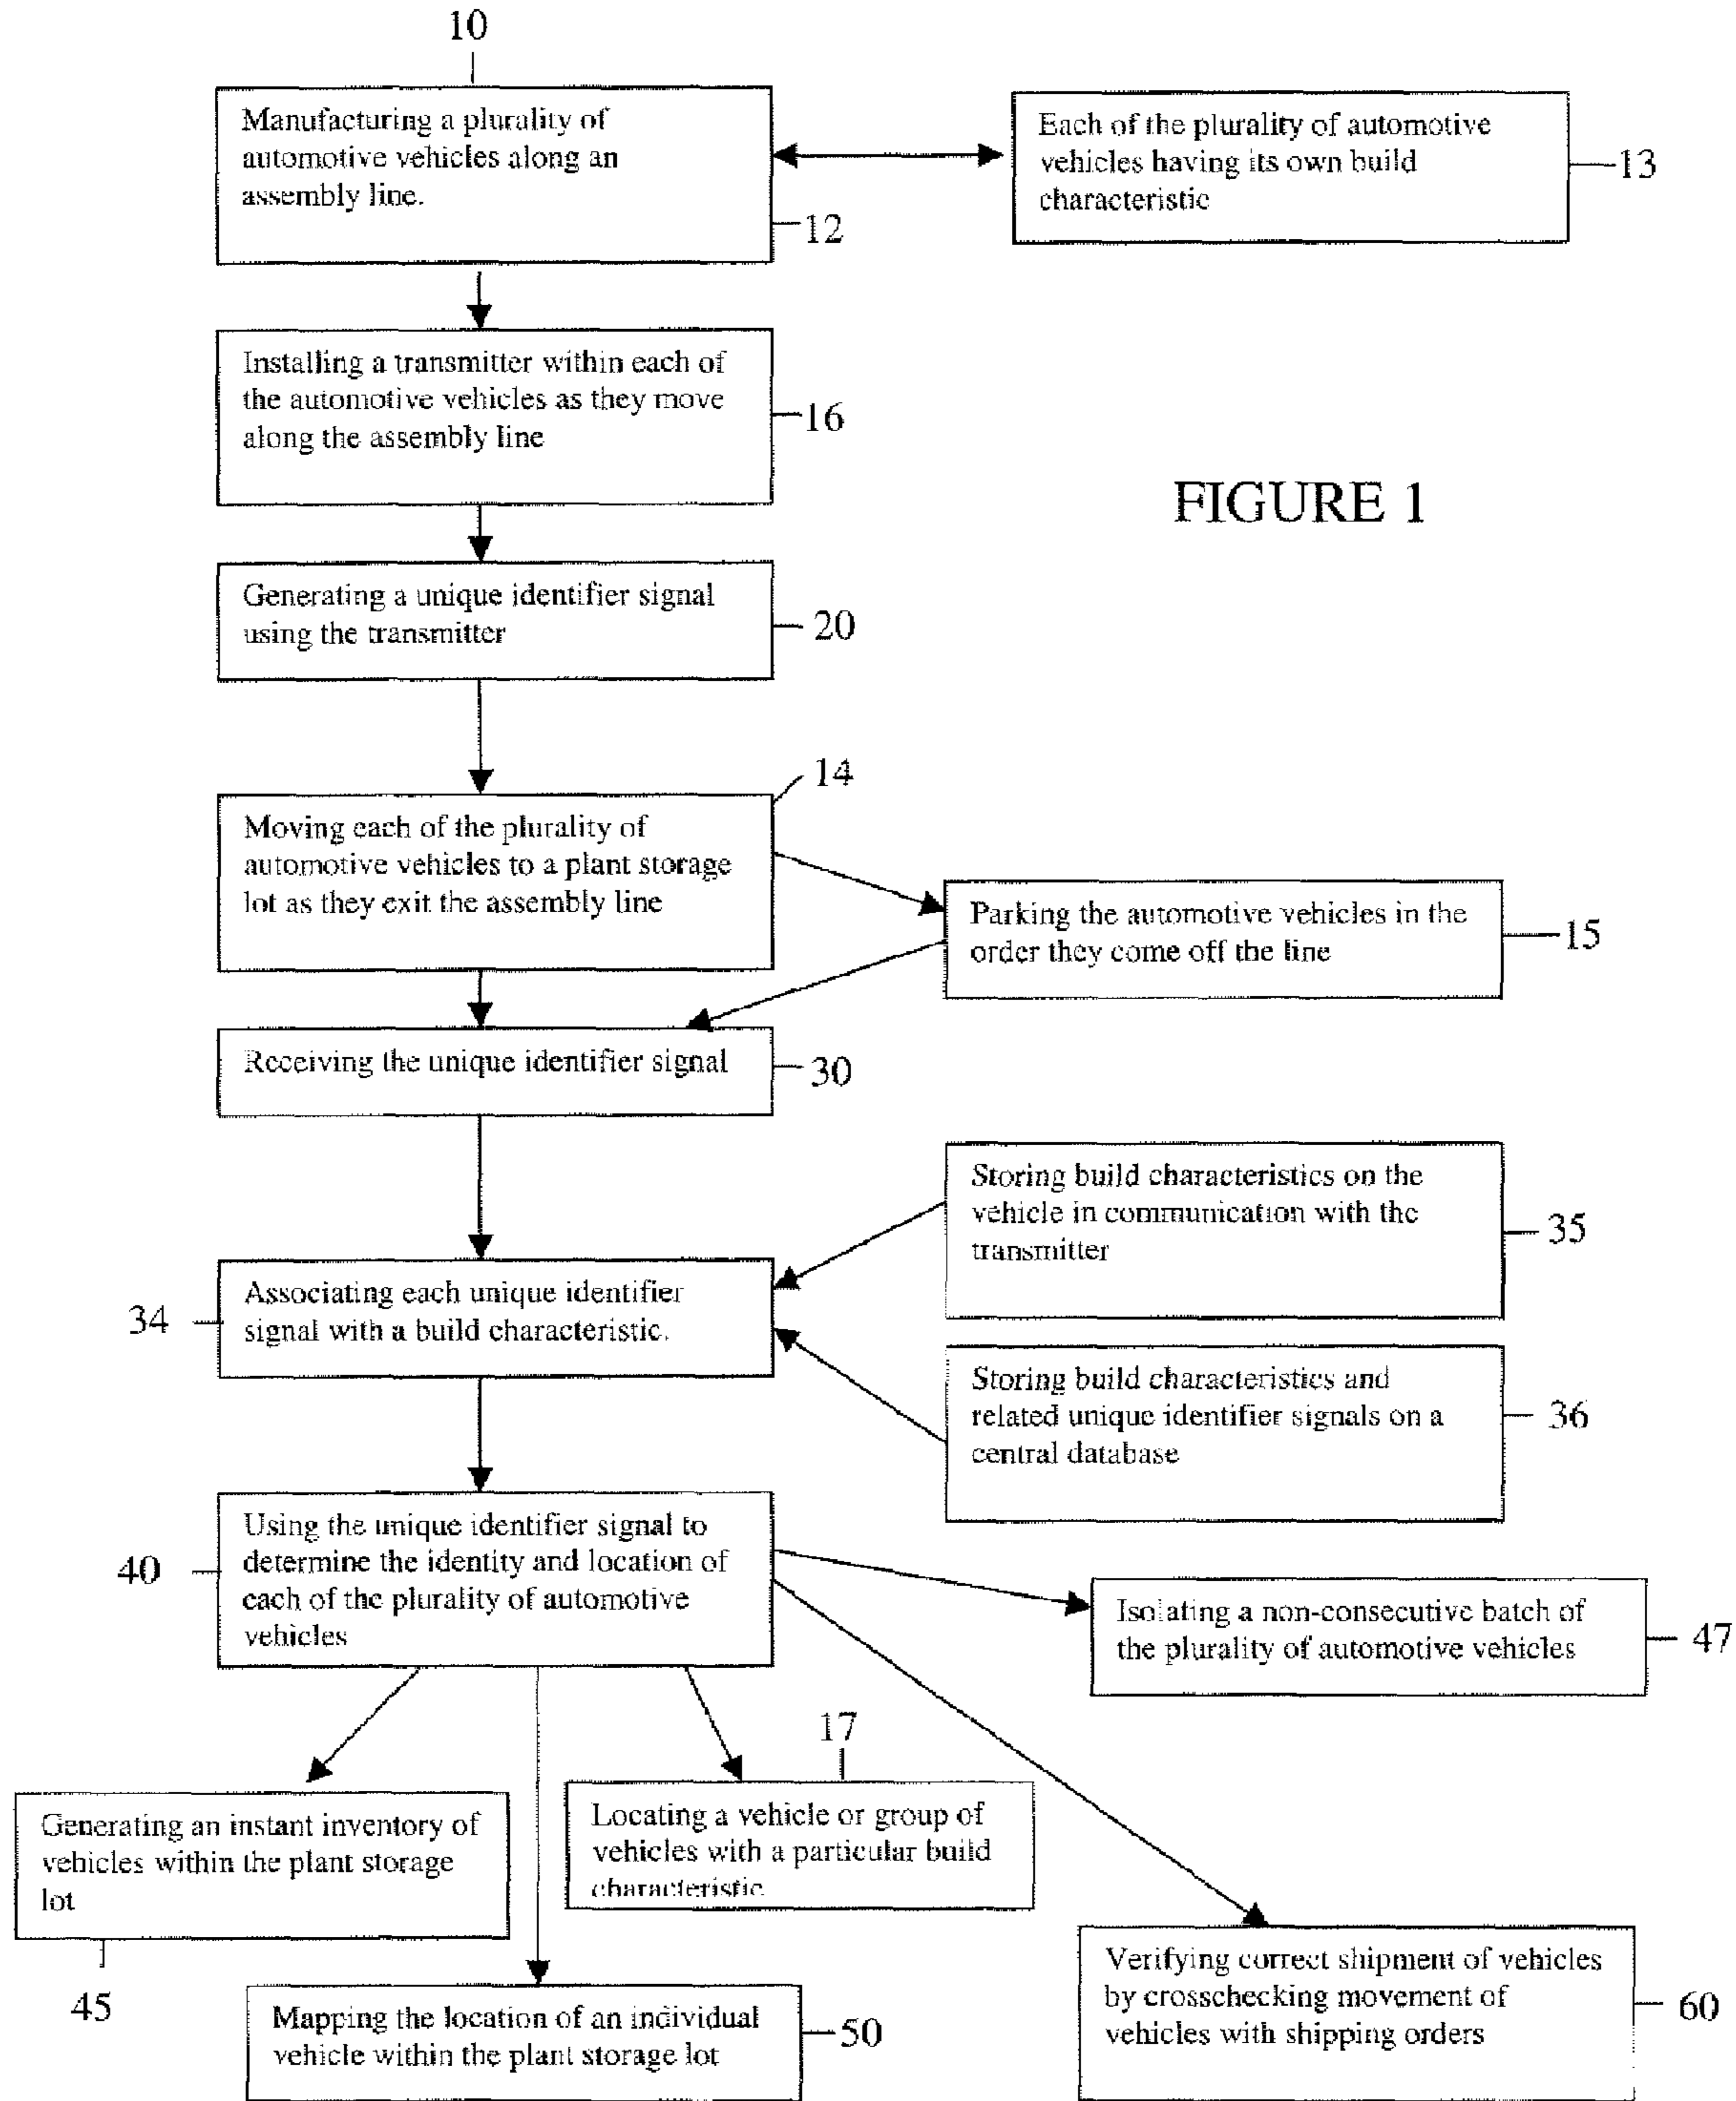 10
Manufacturing a plurality of
automotive vehicles along an
assembly line.
12
Each of the plurality of automotive
vehicles having its own build
characteristic
13
Installing a transmitter within each of
the automotive vehicles as they move
along the assembly line
16
FIGURE 1
Generating a unique identifier signal
using the transmitter
20
14
Moving each of the plurality of
automotive vehicles to a plant storage
lot as they exit the assembly line
Parking the automotive vehicles in the
order they come off the line
15
Receiving the unique identifier signal
30
Storing build characteristics on the
vehicle in communication with the
transmitter
35
34
Associating each unique identifier
signal with a build characteristic.
Storing build characteristics and
related unique identifier signals on a
central database
36
40
Using the unique identifier signal to
determine the identity and location of
each of the plurality of automotive
vehicles
Isolating a non-consecutive batch of
the plurality of automotive vehicles
47
17
Generating an instant inventory of
vehicles within the plant storage
lot
45
Locating a vehicle or group of
vehicles with a particular build
characteristic.
Mapping the location of an individual
vehicle within the plant storage lot
50
Verifying correct shipment of vehicles
by crosschecking movement of
vehicles with shipping orders
60